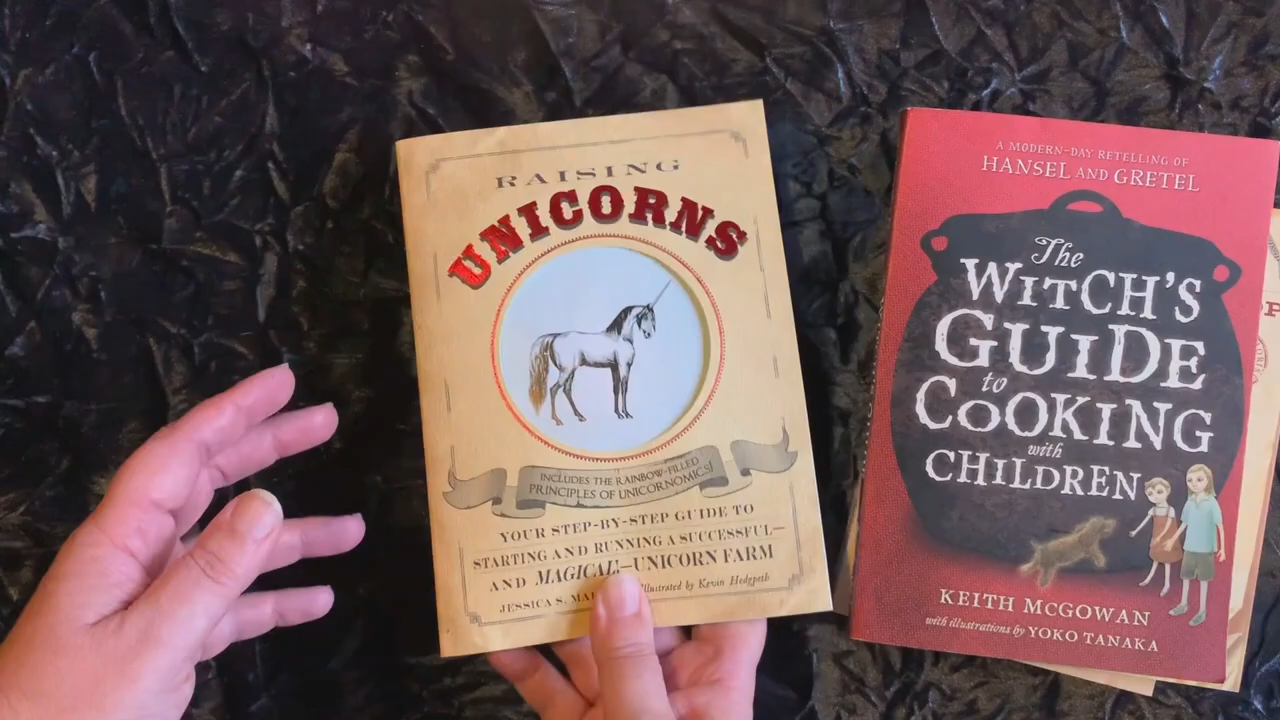 RAISING
UNICORNS
INCLUDES THE RAINBOW-FILLED
PRINCIPLES OF UNICORNOMICS!
YOUR STEP-BY-STEP GUIDE TO
STARTING AND RUNNING A SUCCESSFUL—
AND MAGICAL!—UNICORN FARM
JESSICA S.
Illustrated by Kevin Hedgpeth
A MODERN-DAY RETELLING OF
HANSEL AND GRETEL
The
WITCH'S
GUIDE
to
COOKING
with
CHILDREN
KEITH McGOWAN
with illustrations by YOKO TANAKA